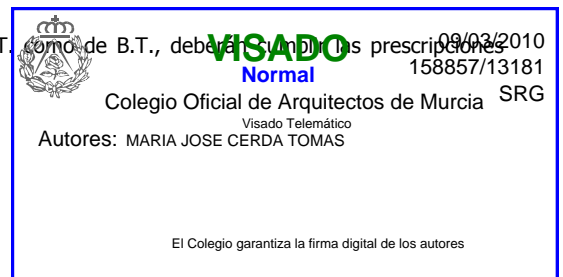 T. como de B.T., deberán cumplir las prescripciones
VISADO
09/03/2010
Normal
158857/13181
Colegio Oficial de Arquitectos de Murcia
SRG
Visado Telemático
Autores: MARIA JOSE CERDA TOMAS
El Colegio garantiza la firma digital de los autores